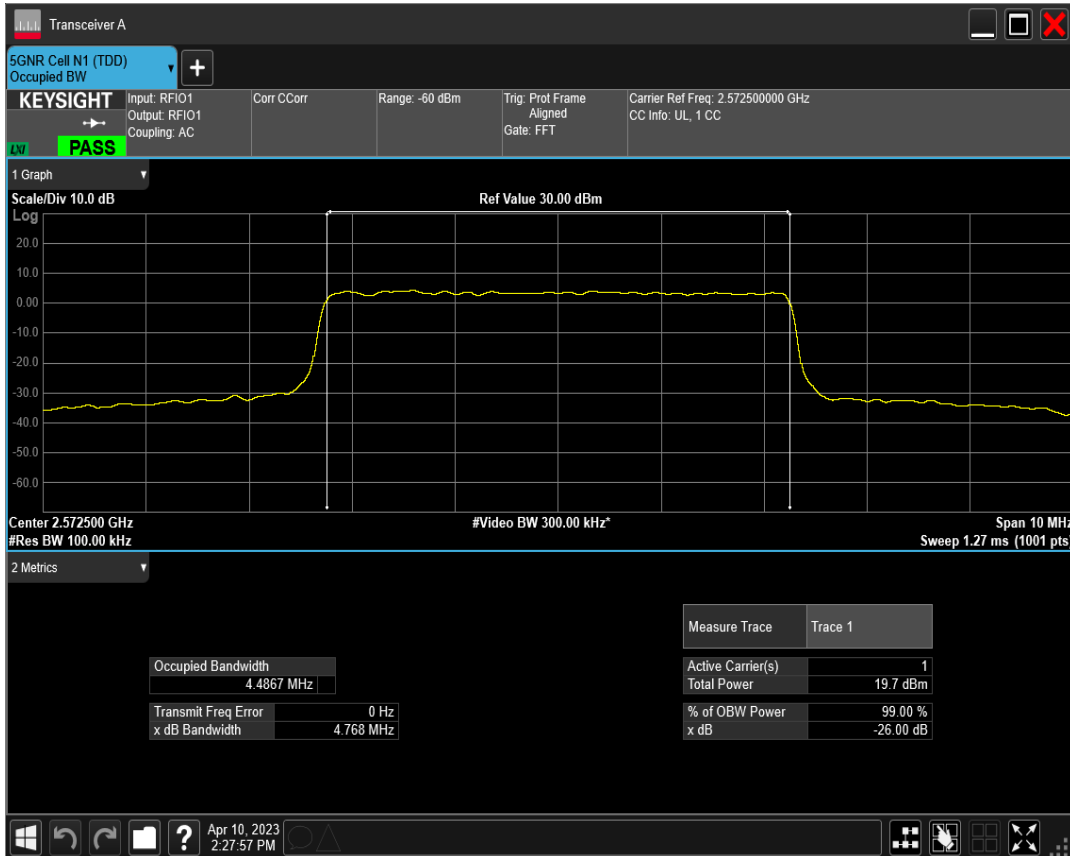 Transceiver A
5GNR Cell N1 (TDD)
Occupied BW
+
KEYSIGHT
LXI
PASS
Input: RFIO1
Output: RFIO1
Coupling: AC
Corr CCorr
Range: -60 dBm
Trig: Prot Frame
Aligned
Gate: FFT
Carrier Ref Freq: 2.572500000 GHz
CC Info: UL, 1 CC
1 Graph
Scale/Div 10.0 dB
Ref Value 30.00 dBm
Log
20.0
10.0
0.00
-10.0
-20.0
-30.0
-40.0
-50.0
-60.0
Center 2.572500 GHz
#Video BW 300.00 kHz*
Span 10 MHz
#Res BW 100.00 kHz
Sweep 1.27 ms (1001 pts)
2 Metrics
Measure Trace Trace 1
Occupied Bandwidth
4.4867 MHz
Active Carrier(s) 1
Total Power 19.7 dBm
Transmit Freq Error 0 Hz
x dB Bandwidth 4.768 MHz
% of OBW Power 99.00 %
x dB -26.00 dB
?
Apr 10, 2023
2:27:57 PM